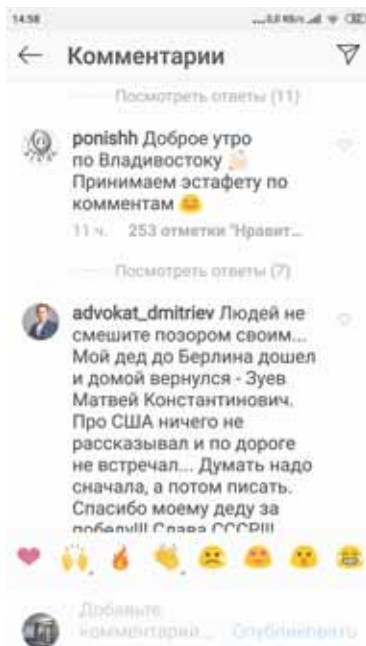 14:58
Комментарии
Посмотреть ответы (11)
ponishh Доброе утро
по Владивостоку
Принимаем эстафету по
комментам
11 ч. 253 отметки "Нравит...
Посмотреть ответы (7)
advokat_dmitriev Людей не
смешите позором своим...
Мой дед до Берлина дошел
и домой вернулся - Зуев
Матвей Константинович.
Про США ничего не
рассказывал и по дороге
не встречал... Думать надо
сначала, а потом писать.
Спасибо моему деду за
победу!!! Слава СССР!!!
Добавьте
комментарий... Опубликовать